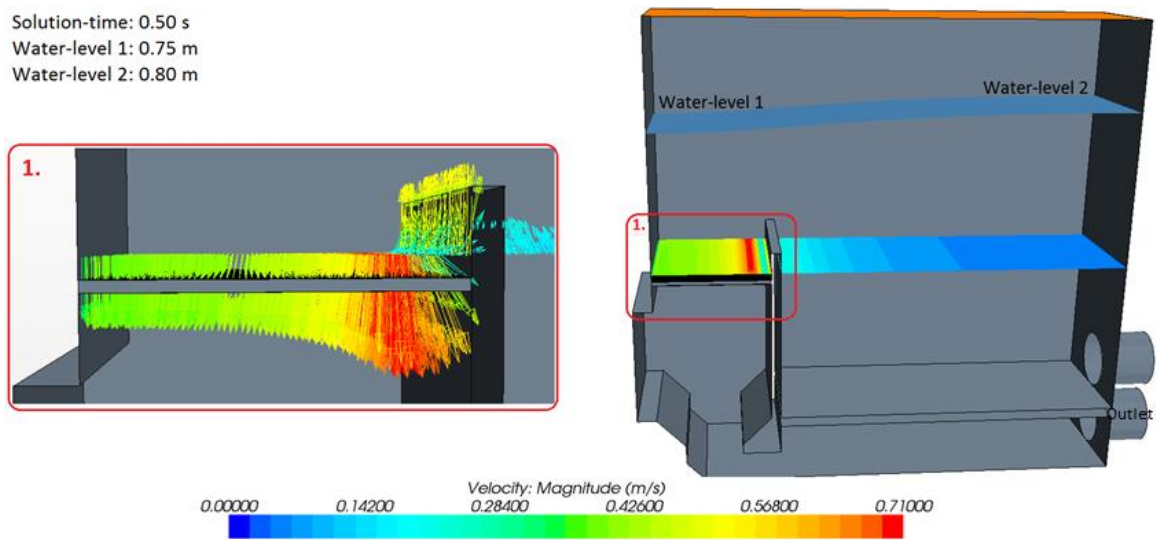 Solution-time: 0.50 s
Water-level 1: 0.75 m
Water-level 2: 0.80 m
1.
Water-level 1
Water-level 2
1.
Outlet
Velocity: Magnitude (m/s)
0.00000 0.14200 0.28400 0.42600 0.56800 0.71000